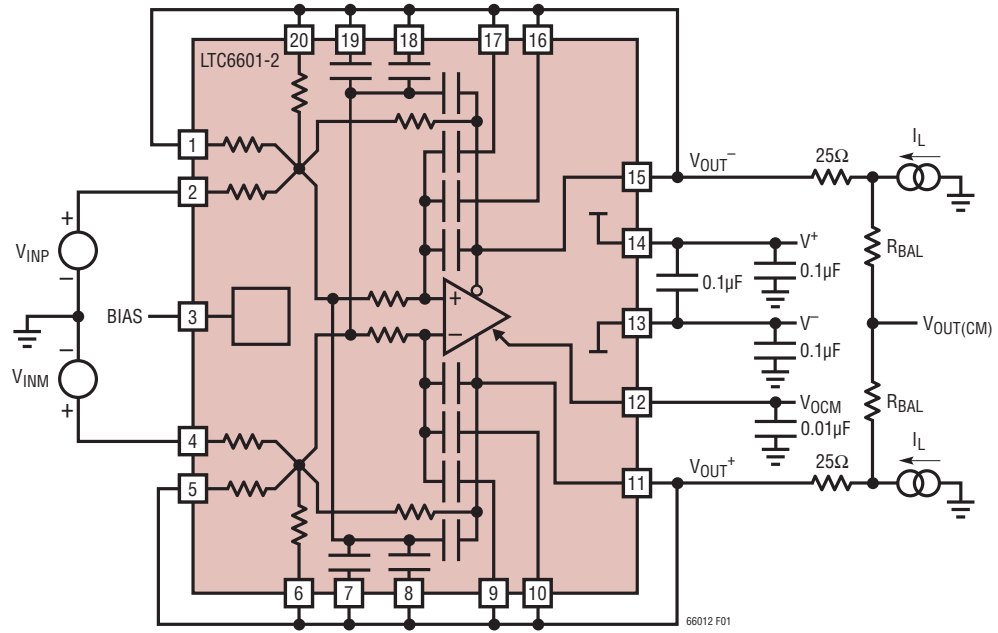 20
19
18
17
16
LTC6601-2
1
2
3
4
5
6
7
8
9
10
11
12
13
14
15
+
−
VINP
BIAS
−
VINM
+
+
−
VOUT−
25Ω
IL
RBAL
V+
0.1µF
0.1µF
V−
0.1µF
VOUT(CM)
VOCM
0.01µF
RBAL
VOUT+
25Ω
IL
66012 F01